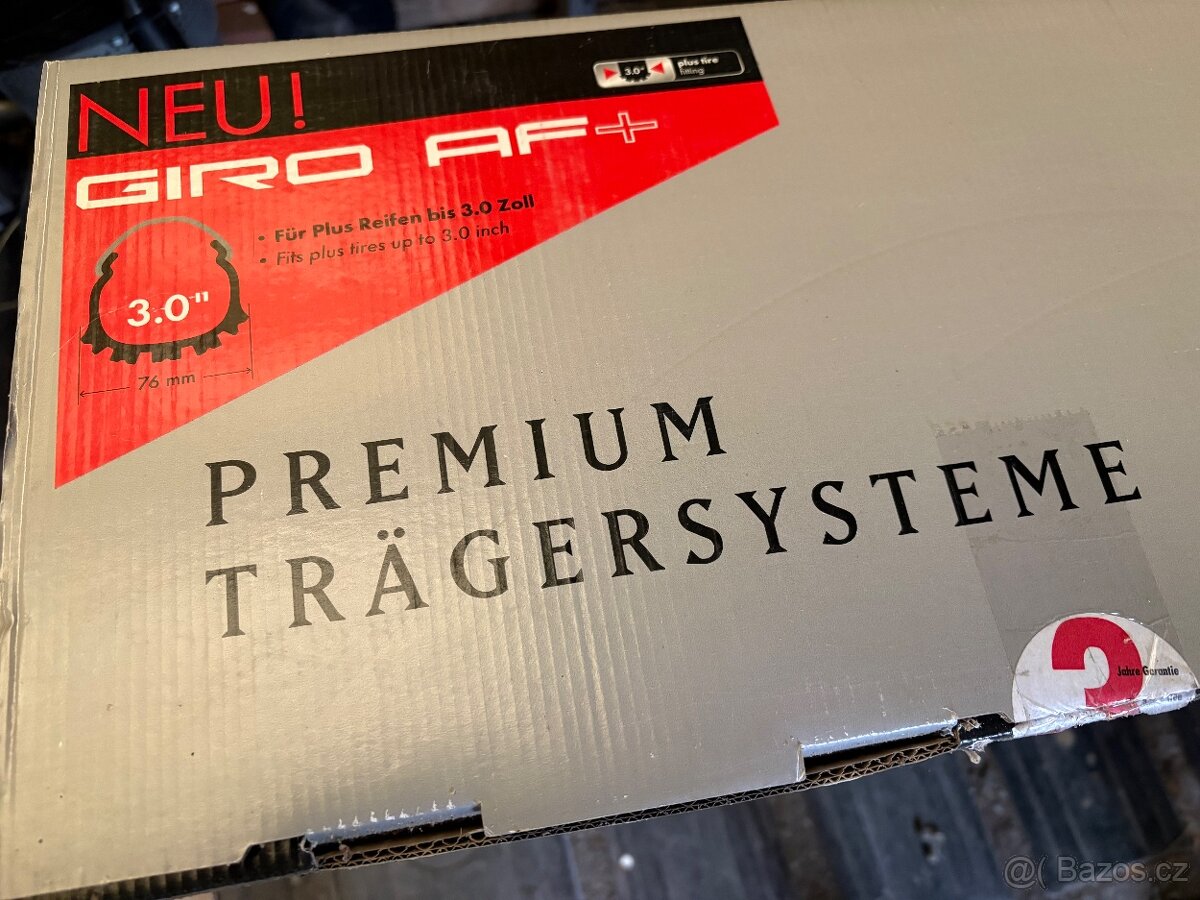 NEU!
3.0"
plus tire
fitting
GIRO AF+
• Für Plus Reifen bis 3.0 Zoll
• Fits plus tires up to 3.0 inch
3.0"
76 mm
PREMIUM
TRÄGERSYSTEME
3
Jahre Garantie
@( Bazos.cz